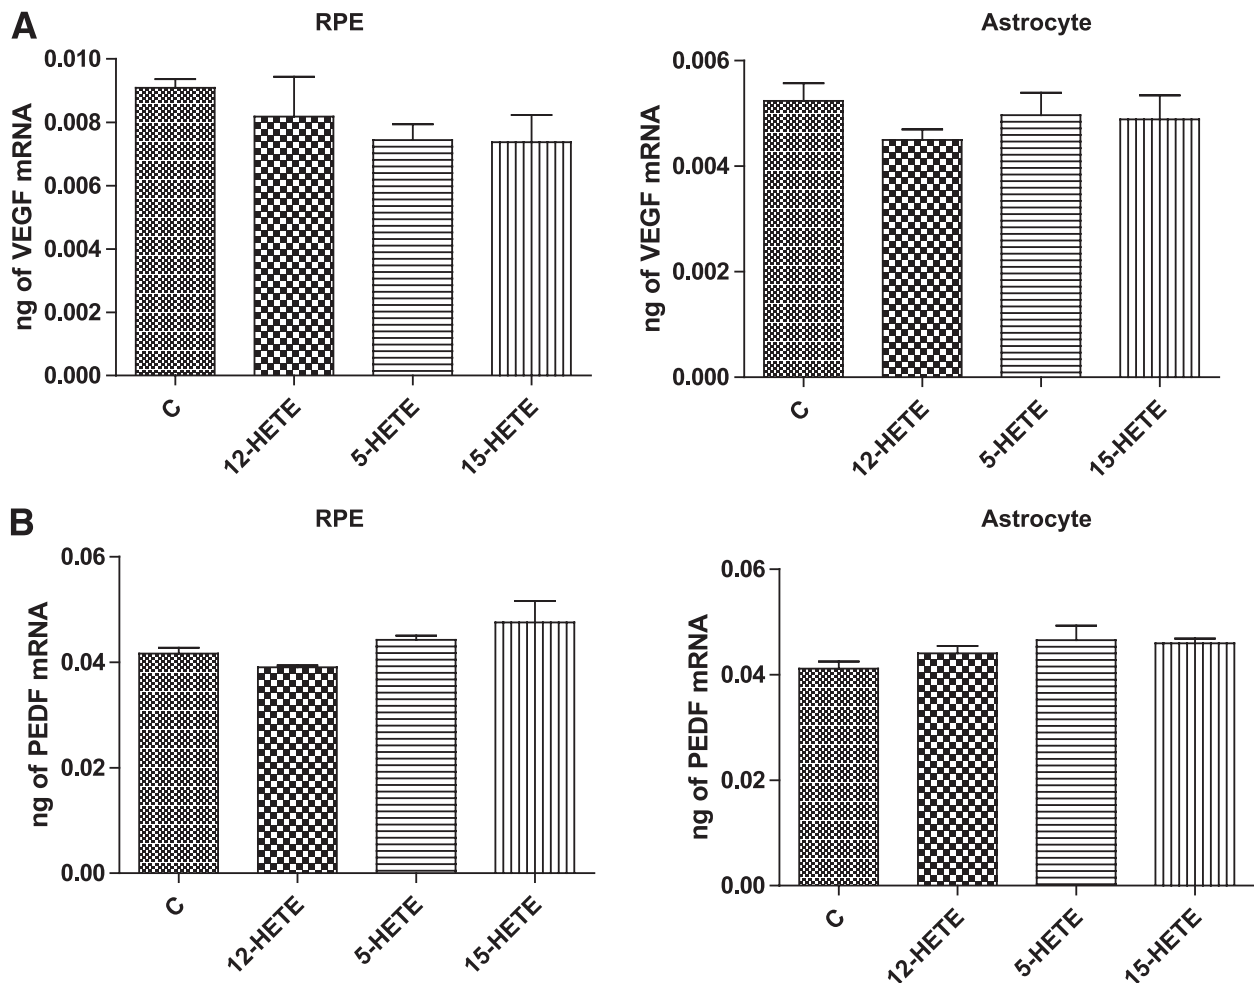 A
RPE
ng of VEGF mRNA
0.010
0.008
0.006
0.004
0.002
0.000
C
12-HETE
5-HETE
15-HETE
Astrocyte
ng of VEGF mRNA
0.006
0.004
0.002
0.000
C
12-HETE
5-HETE
15-HETE
B
RPE
ng of PEDF mRNA
0.06
0.04
0.02
0.00
C
12-HETE
5-HETE
15-HETE
Astrocyte
ng of PEDF mRNA
0.06
0.04
0.02
0.00
C
12-HETE
5-HETE
15-HETE